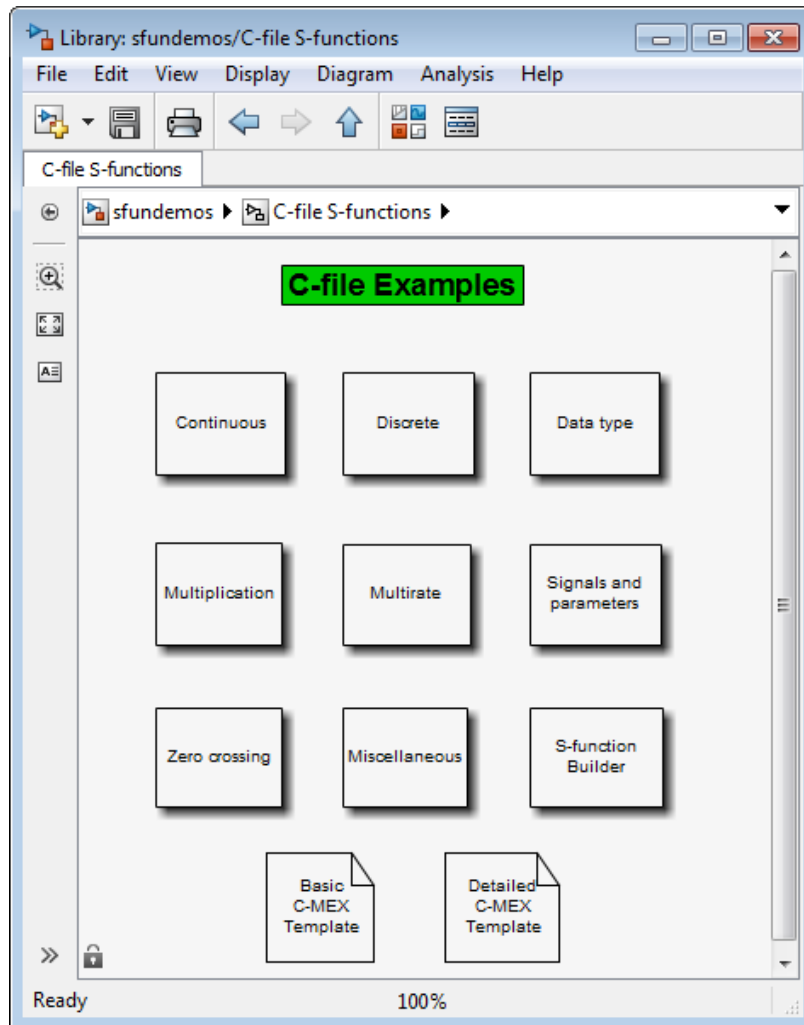 Library: sfundemos/C-file S-functions
File Edit View Display Diagram Analysis Help
C-file S-functions
sfundemos C-file S-functions
C-file Examples
Continuous
Discrete
Data type
Multiplication
Multirate
Signals and
parameters
Zero crossing
Miscellaneous
S-function
Builder
Basic
C-MEX
Template
Detailed
C-MEX
Template
Ready 100%